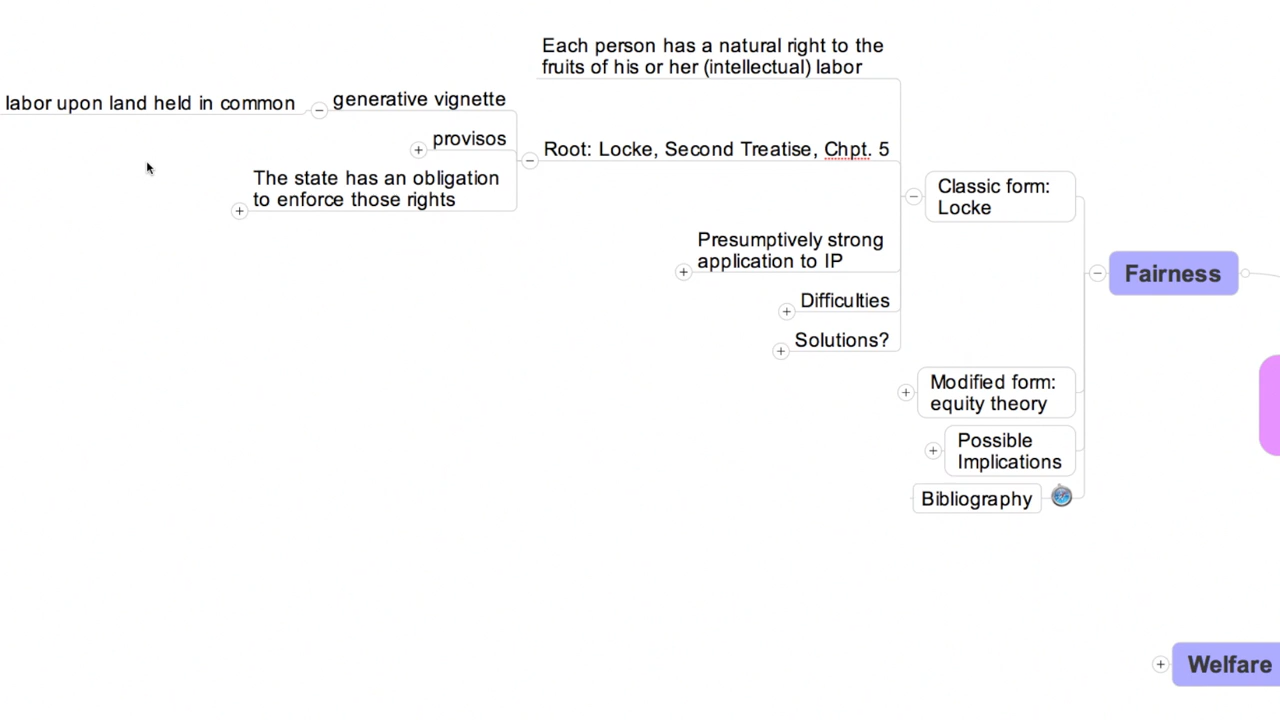 Each person has a natural right to the
fruits of his or her (intellectual) labor
labor upon land held in common
generative vignette
provisos
Root: Locke, Second Treatise, Chpt. 5
The state has an obligation
to enforce those rights
Classic form:
Locke
Presumptively strong
application to IP
Fairness
Difficulties
Solutions?
Modified form:
equity theory
Possible
Implications
Bibliography
Welfare